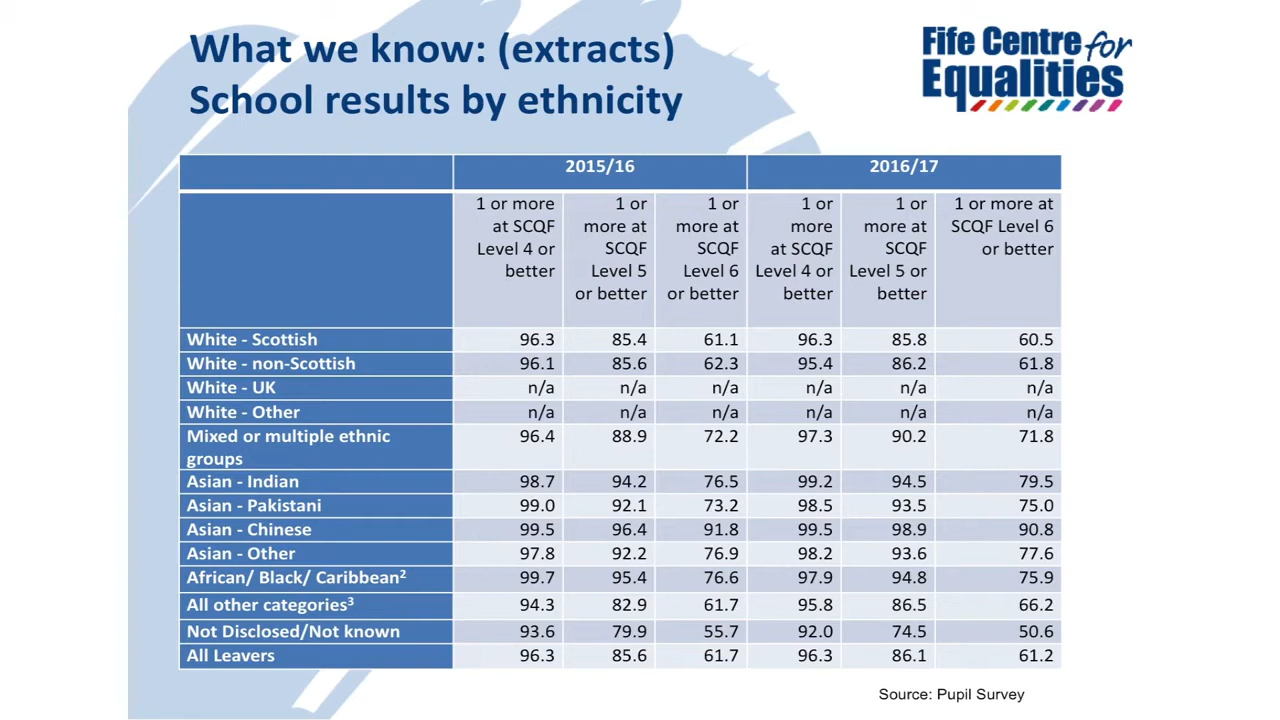 What we know: (extracts)
School results by ethnicity
Fife Centre for
Equalities
2015/16 2016/17
1 or more at SCQF Level 4 or better 1 or more at SCQF Level 5 or better 1 or more at SCQF Level 6 or better 1 or more at SCQF Level 4 or better 1 or more at SCQF Level 5 or better 1 or more at SCQF Level 6 or better
White - Scottish 96.3 85.4 61.1 96.3 85.8 60.5
White - non-Scottish 96.1 85.6 62.3 95.4 86.2 61.8
White - UK n/a n/a n/a n/a n/a n/a
White - Other n/a n/a n/a n/a n/a n/a
Mixed or multiple ethnic groups 96.4 88.9 72.2 97.3 90.2 71.8
Asian - Indian 98.7 94.2 76.5 99.2 94.5 79.5
Asian - Pakistani 99.0 92.1 73.2 98.5 93.5 75.0
Asian - Chinese 99.5 96.4 91.8 99.5 98.9 90.8
Asian - Other 97.8 92.2 76.9 98.2 93.6 77.6
African/ Black/ Caribbean² 99.7 95.4 76.6 97.9 94.8 75.9
All other categories³ 94.3 82.9 61.7 95.8 86.5 66.2
Not Disclosed/Not known 93.6 79.9 55.7 92.0 74.5 50.6
All Leavers 96.3 85.6 61.7 96.3 86.1 61.2
Source: Pupil Survey